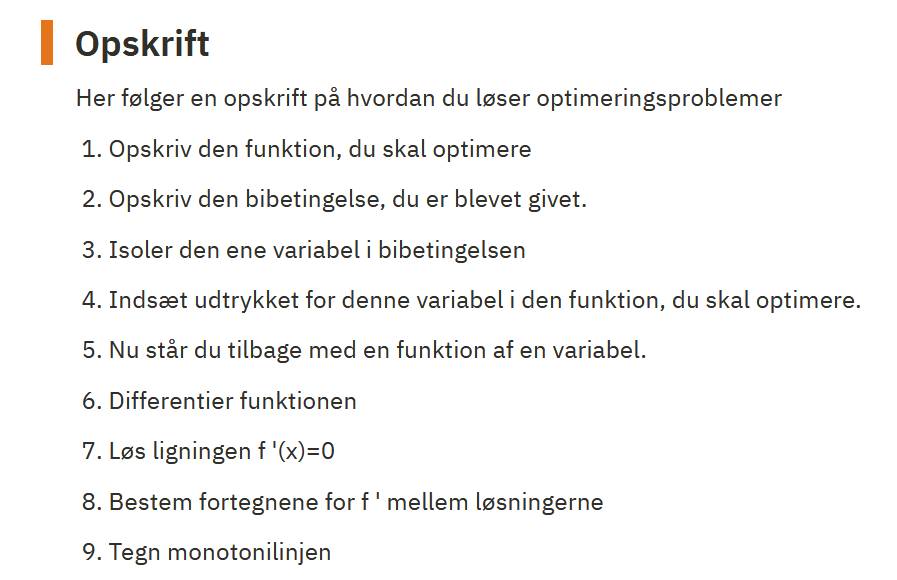 Opskrift
Her følger en opskrift på hvordan du løser optimeringsproblemer
1. Opskriv den funktion, du skal optimere
2. Opskriv den bibetingelse, du er blevet givet.
3. Isoler den ene variabel i bibetingelsen
4. Indsæt udtrykket for denne variabel i den funktion, du skal optimere.
5. Nu står du tilbage med en funktion af en variabel.
6. Differentier funktionen
7. Løs ligningen f '(x)=0
8. Bestem fortegnene for f ' mellem løsningerne
9. Tegn monotonilinjen